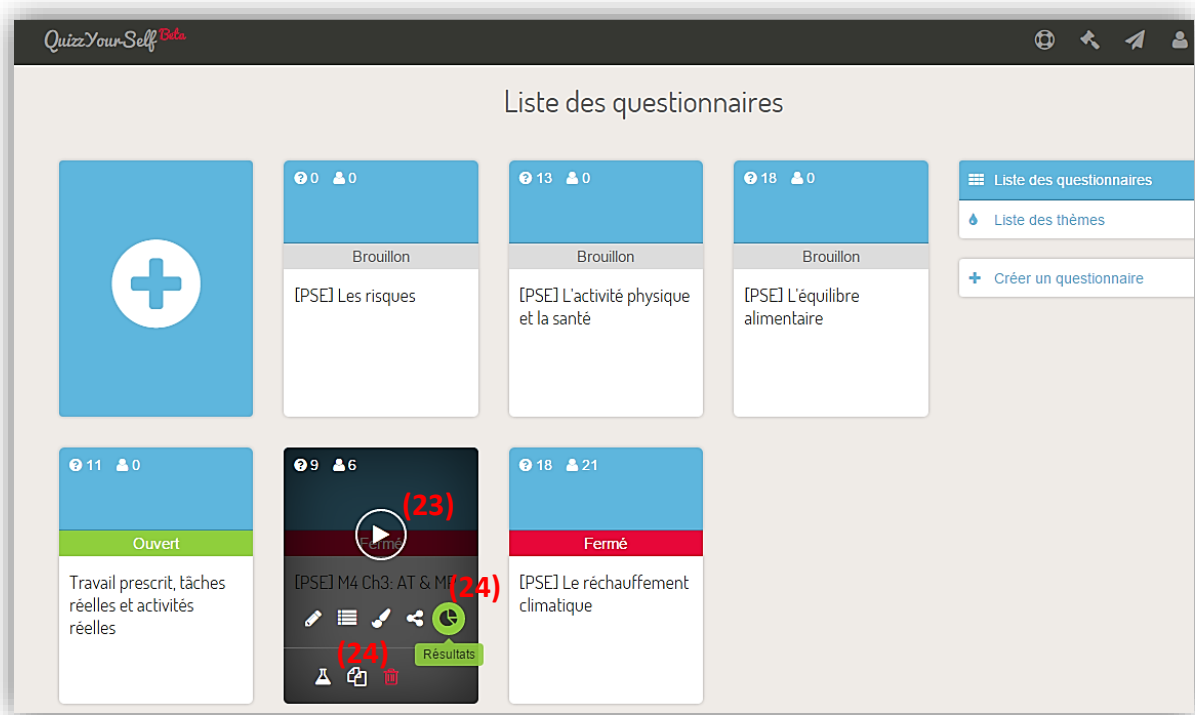 QuizzYourSelf Beta
Liste des questionnaires
0 0
Brouillon
[PSE] Les risques
13 0
Brouillon
[PSE] L'activité physique
et la santé
18 0
Brouillon
[PSE] L'équilibre
alimentaire
Liste des questionnaires
Liste des thèmes
Créer un questionnaire
11 0
Ouvert
Travail prescrit, tâches
réelles et activités
réelles
9 6
(23)
Fermé
[PSE] M4 Ch3: AT & MP
(24)
(24)
Résultats
18 21
Fermé
[PSE] Le réchauffement
climatique